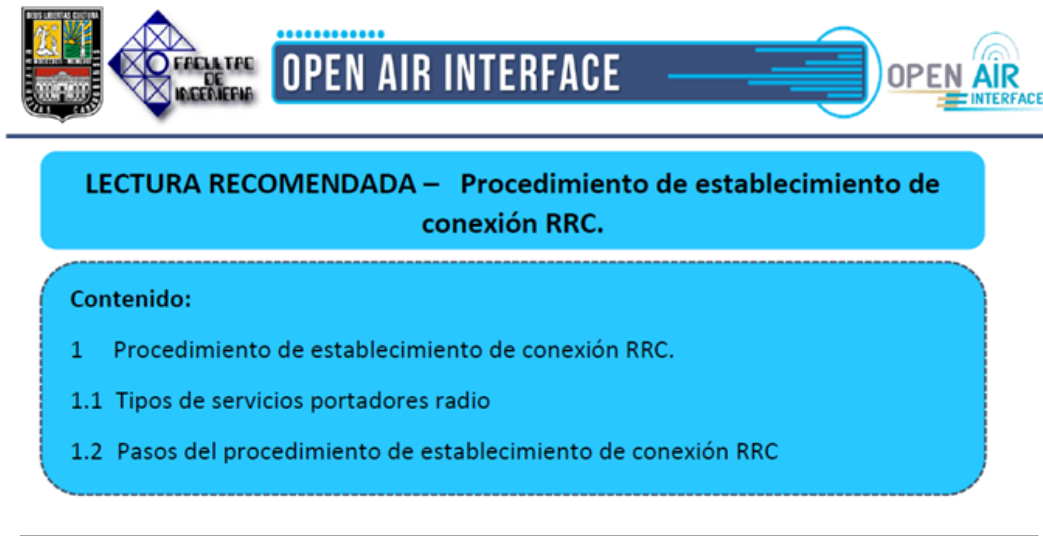 FACULTAD
DE
INGENIERIA
OPEN AIR INTERFACE
OPEN AIR
INTERFACE
LECTURA RECOMENDADA – Procedimiento de establecimiento de
conexión RRC.
Contenido:
1 Procedimiento de establecimiento de conexión RRC.
1.1 Tipos de servicios portadores radio
1.2 Pasos del procedimiento de establecimiento de conexión RRC